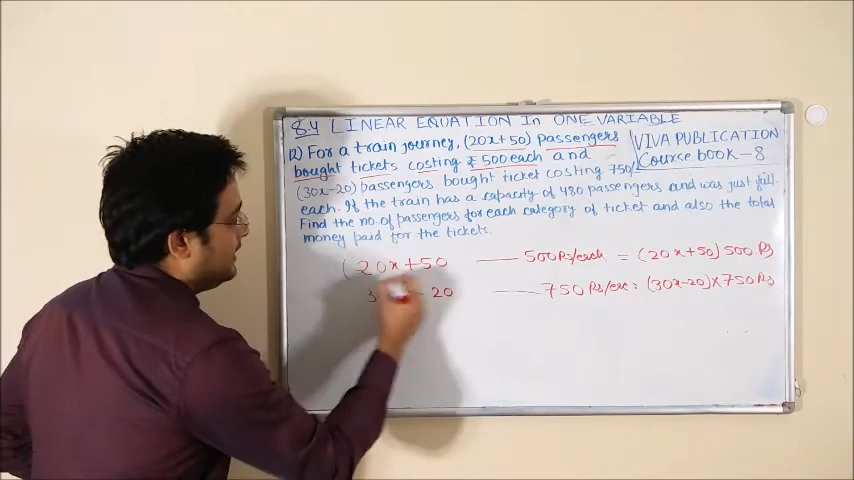 8.4 LINEAR EQUATION IN ONE VARIABLE
12) For a train journey, (20x+50) Passengers
bought tickets costing ₹500 each and
(30x-20) passengers bought ticket costing 750/
each. If the train has a capacity of 480 passengers and was just full.
Find the no. of passengers for each category of ticket and also the total
money paid for the tickets.
VIVA PUBLICATION
Cource book-8
(20x+50 —— 500Rs/each = (20x+50) 500 Rs
- 20 —— 750 Rs/ = (30x-20)×750 Rs